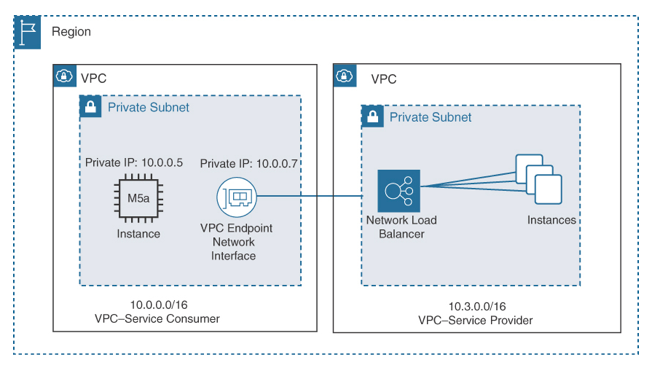 Region
VPC
Private Subnet
Private IP: 10.0.0.5
Private IP: 10.0.0.7
M5a
Instance
VPC Endpoint
Network
Interface
10.0.0.0/16
VPC–Service Consumer
VPC
Private Subnet
Network Load
Balancer
Instances
10.3.0.0/16
VPC–Service Provider